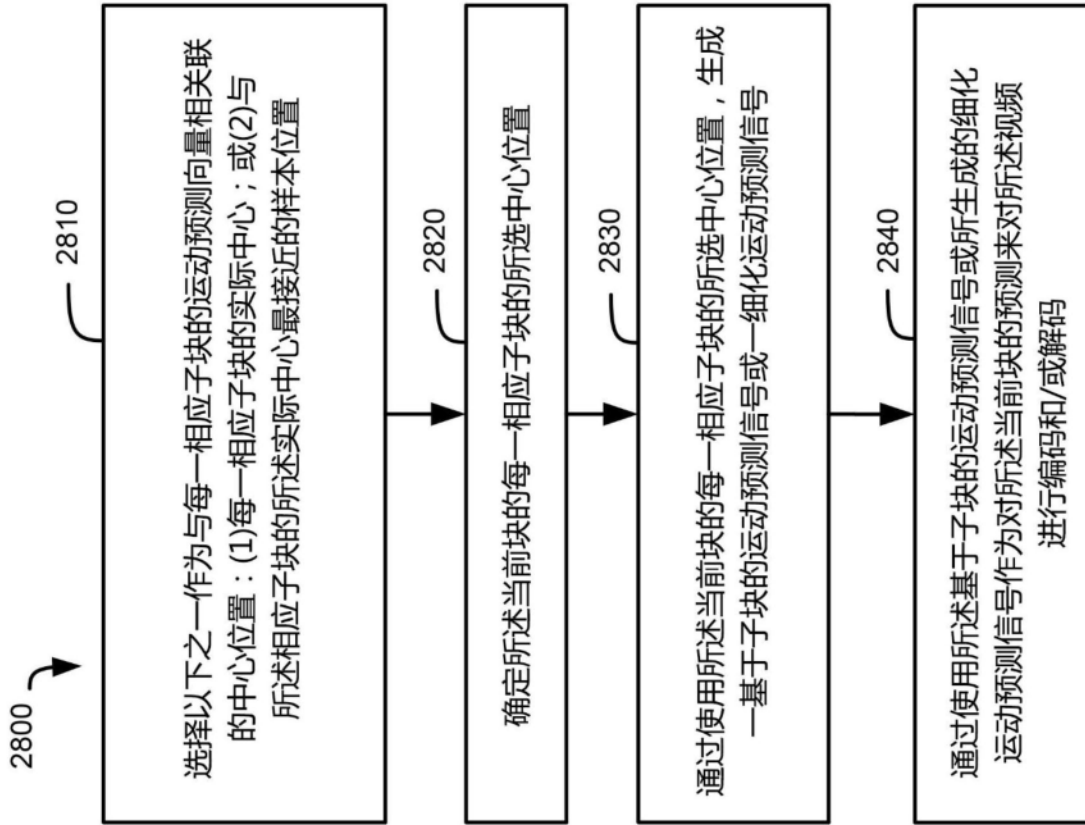 2800
2810
选择以下之一作为与每一相应子块的运动预测向量相关联
的中心位置：(1)每一相应子块的实际中心；或(2)与
所述相应子块的所述实际中心最接近的样本位置
2820
确定所述当前块的每一相应子块的所选中心位置
2830
通过使用所述当前块的每一相应子块的所选中心位置，生成
一基于子块的运动预测信号或一细化运动预测信号
2840
通过使用所述基于子块的运动预测信号或所生成的细化
运动预测信号作为对所述当前块的预测来对所述视频
进行编码和/或解码